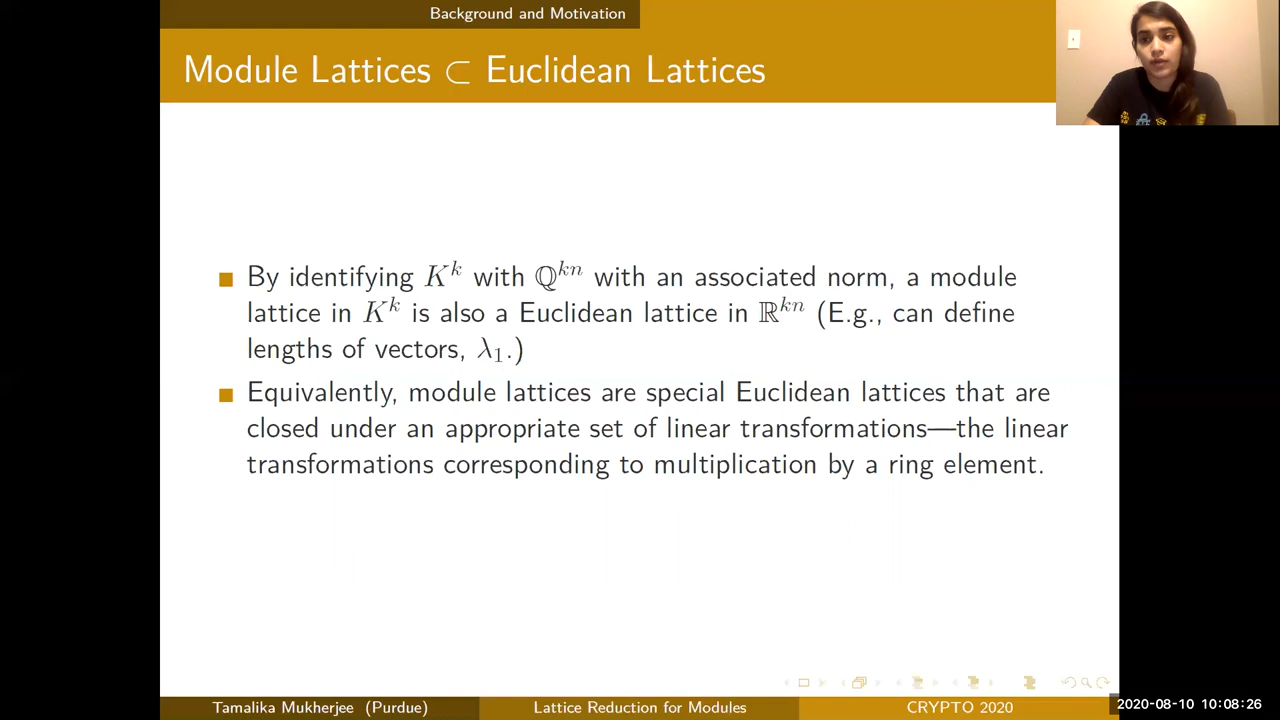 Background and Motivation
Module Lattices ⊂ Euclidean Lattices
By identifying K^k with ℚ^{kn} with an associated norm, a module
lattice in K^k is also a Euclidean lattice in ℝ^{kn} (E.g., can define
lengths of vectors, λ₁.)
Equivalently, module lattices are special Euclidean lattices that are
closed under an appropriate set of linear transformations—the linear
transformations corresponding to multiplication by a ring element.
Tamalika Mukherjee (Purdue)
Lattice Reduction for Modules
CRYPTO 2020
2020-08-10 10:08:26